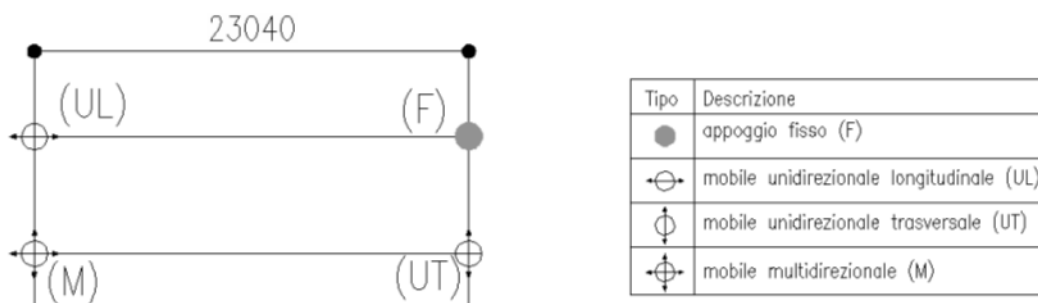 23040
(UL)
(F)
(M)
(UT)
Tipo Descrizione
appoggio fisso (F)
mobile unidirezionale longitudinale (UL)
mobile unidirezionale trasversale (UT)
mobile multidirezionale (M)